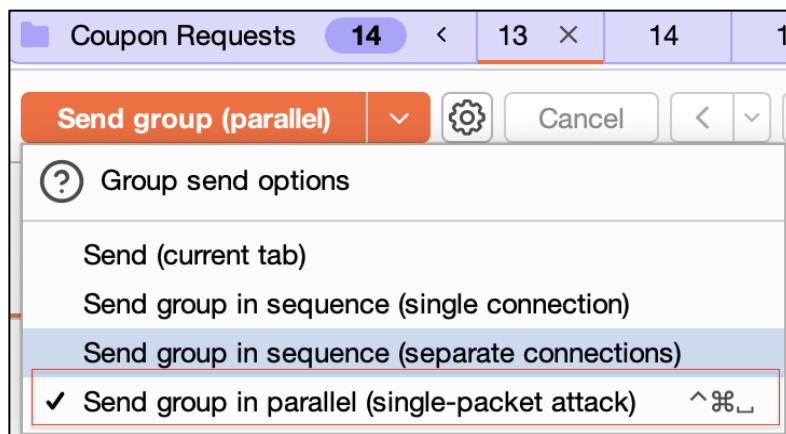 Coupon Requests 14 < 13 × 14 1
Send group (parallel) Cancel <
? Group send options
Send (current tab)
Send group in sequence (single connection)
Send group in sequence (separate connections)
✓ Send group in parallel (single-packet attack) ^⌘⎵